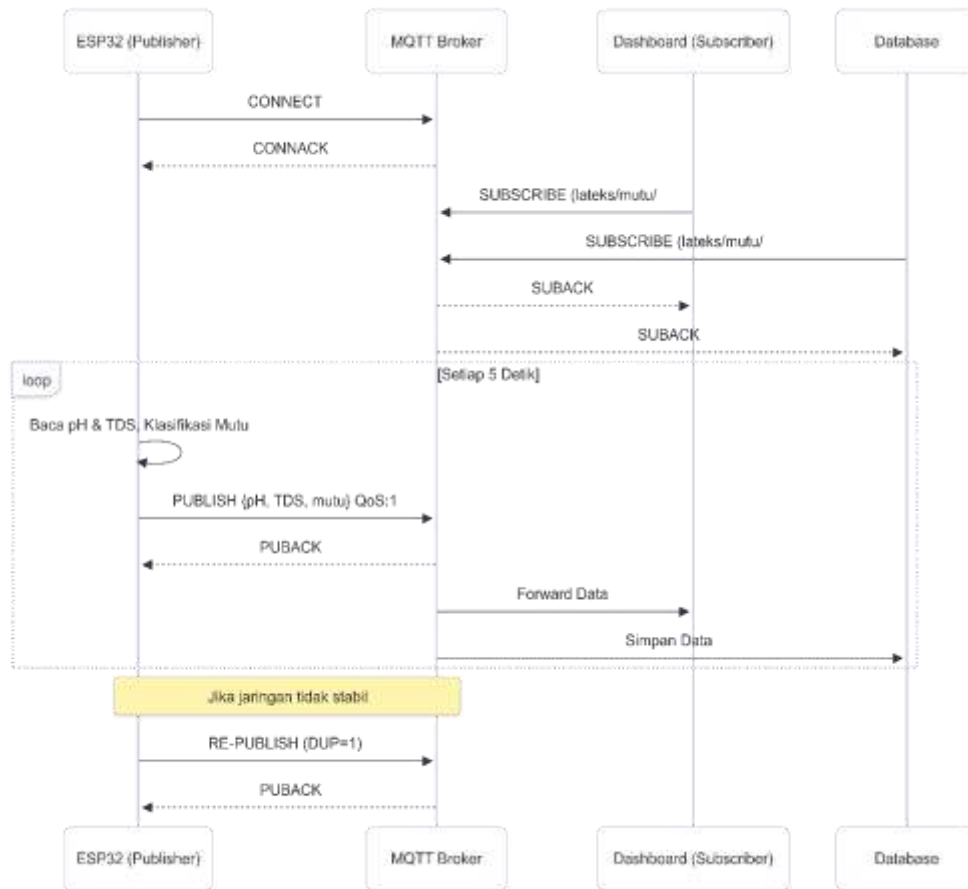 ESP32 (Publisher)
MQTT Broker
Dashboard (Subscriber)
Database
CONNECT
CONNACK
SUBSCRIBE (lateks/mutu/
SUBSCRIBE (lateks/mutu/
SUBACK
SUBACK
loop
[Setiap 5 Detik]
Baca pH & TDS, Klasifikasi Mutu
PUBLISH {pH, TDS, mutu} QoS:1
PUBACK
Forward Data
Simpan Data
Jika jaringan tidak stabil
RE-PUBLISH (DUP=1)
PUBACK
ESP32 (Publisher)
MQTT Broker
Dashboard (Subscriber)
Database